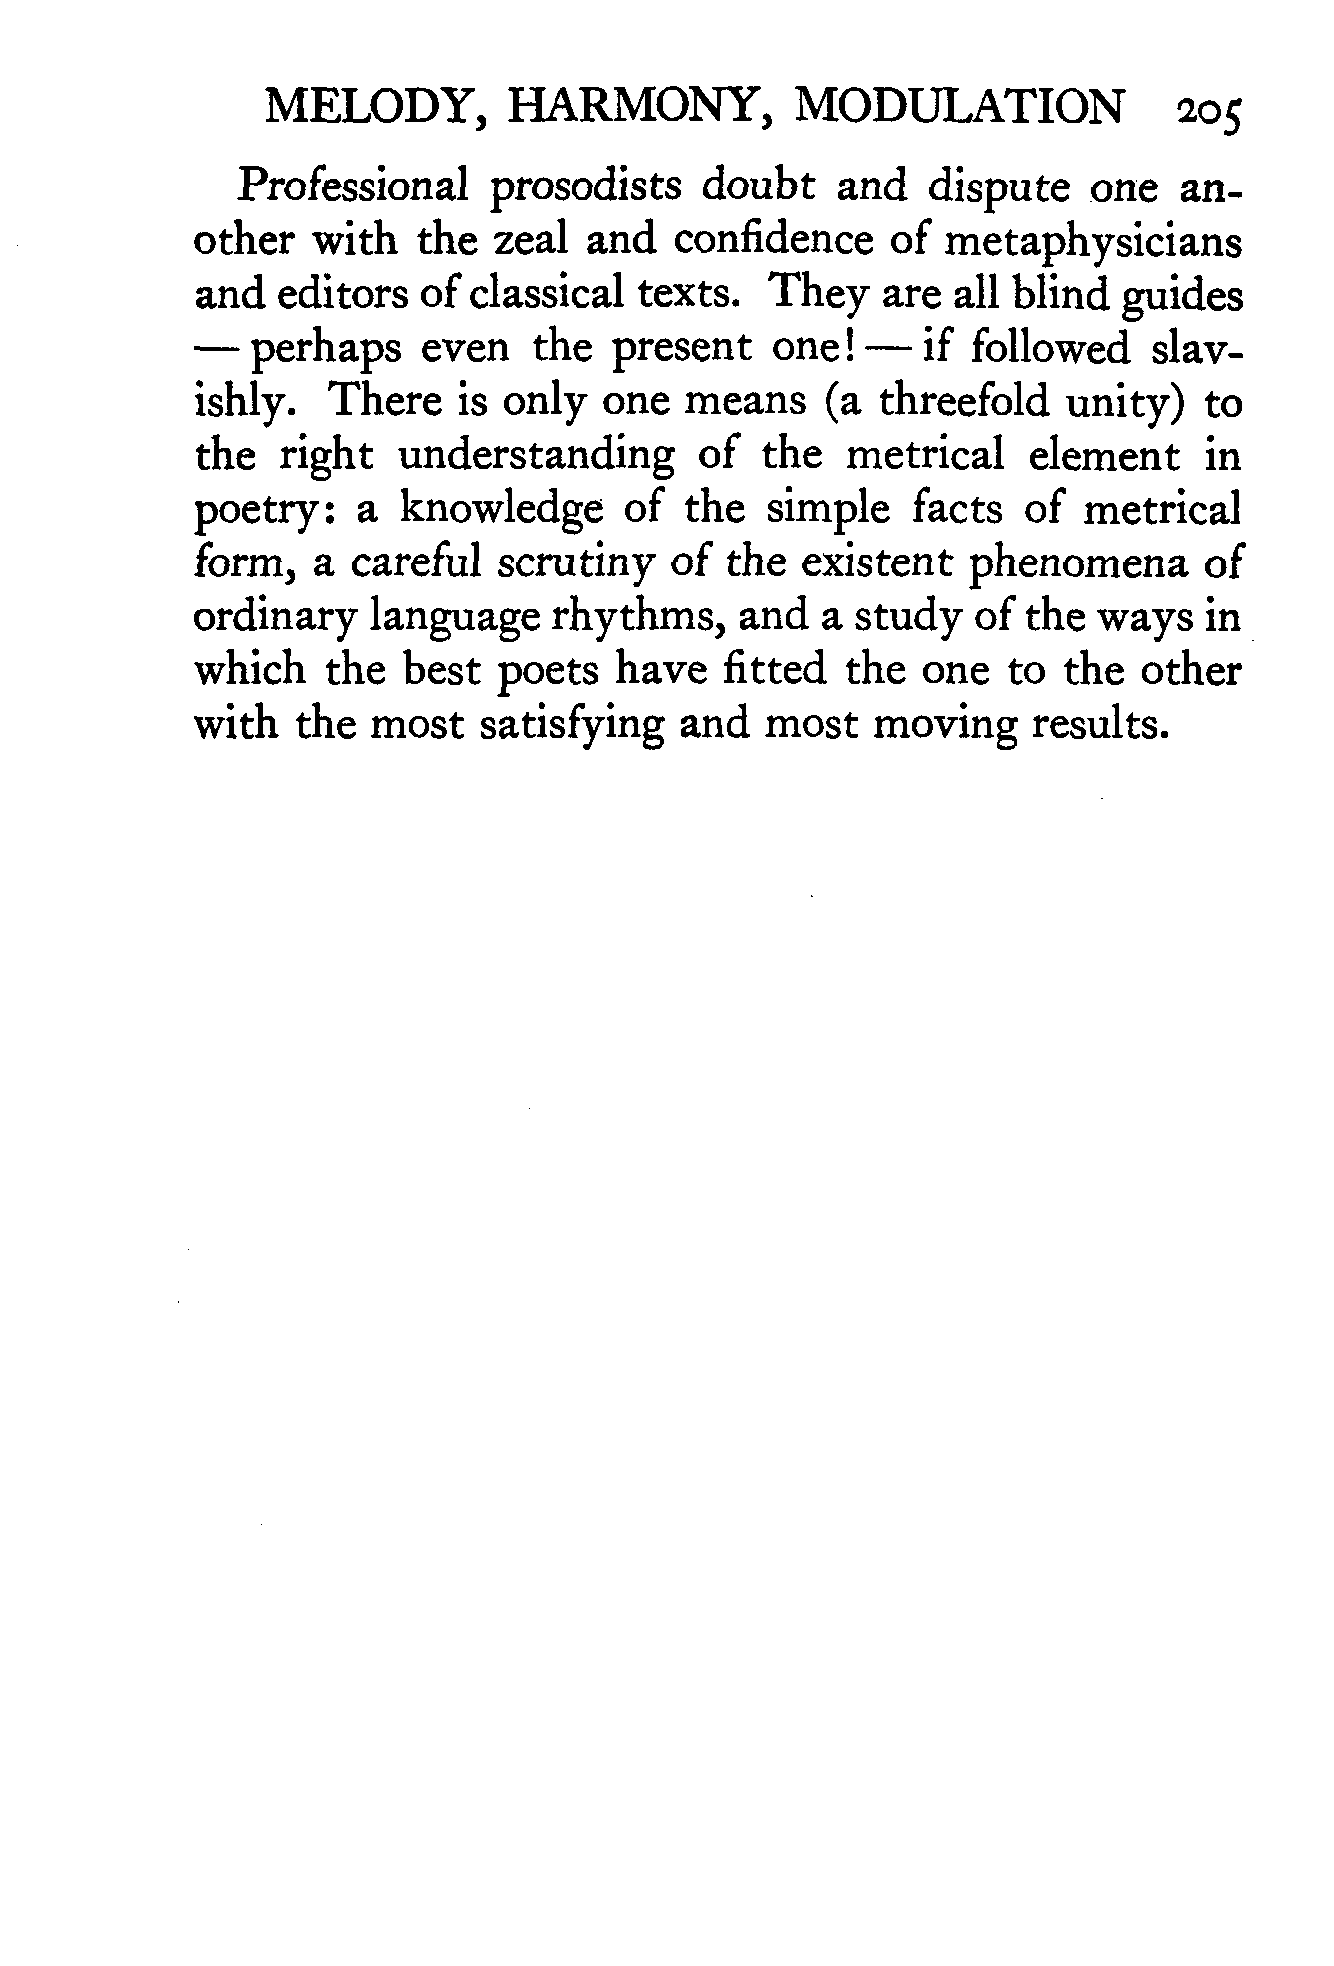 MELODY, HARMONY, MODULATION 205
Professional prosodists doubt and dispute one an-
other with the zeal and confidence of metaphysicians
and editors of classical texts. They are all blind guides
— perhaps even the present one! — if followed slav-
ishly. There is only one means (a threefold unity) to
the right understanding of the metrical element in
poetry: a knowledge of the simple facts of metrical
form, a careful scrutiny of the existent phenomena of
ordinary language rhythms, and a study of the ways in
which the best poets have fitted the one to the other
with the most satisfying and most moving results.